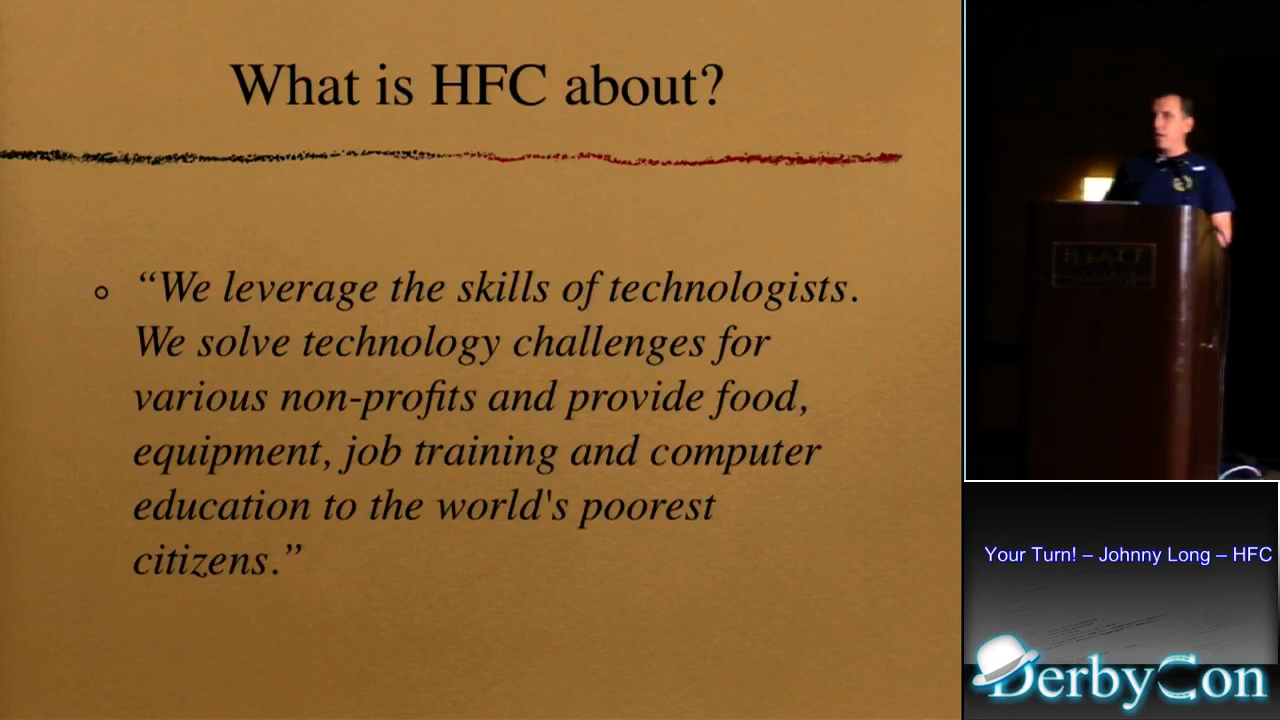 What is HFC about?
“We leverage the skills of technologists.
We solve technology challenges for
various non-profits and provide food,
equipment, job training and computer
education to the world's poorest
citizens.”
HYATT
Your Turn! – Johnny Long – HFC
DerbyCon